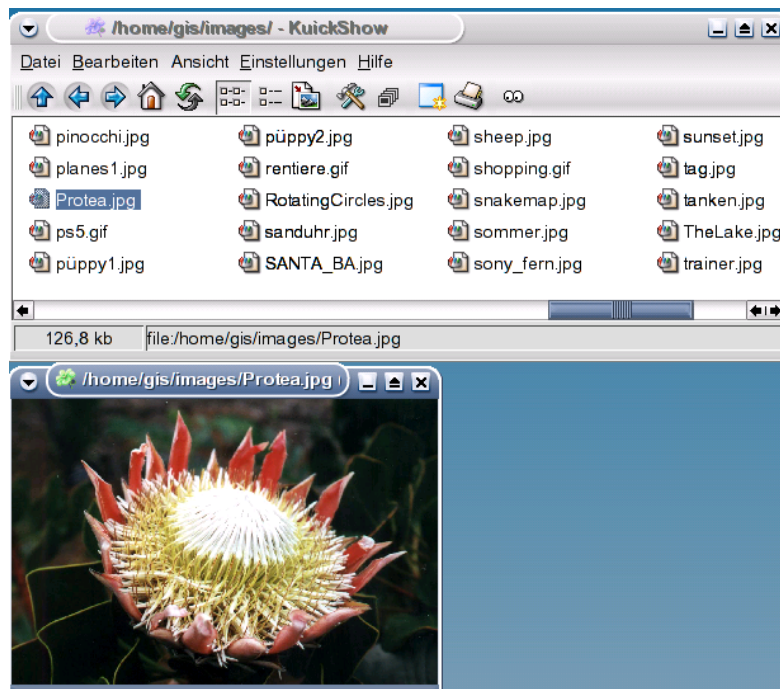 /home/gis/images/ - KuickShow
Datei Bearbeiten Ansicht Einstellungen Hilfe
pinocchi.jpg püppy2.jpg sheep.jpg sunset.jpg
planes1.jpg rentiere.gif shopping.gif tag.jpg
Protea.jpg RotatingCircles.jpg snakemap.jpg tanken.jpg
ps5.gif sanduhr.jpg sommer.jpg TheLake.jpg
püppy1.jpg SANTA_BA.jpg sony_fern.jpg trainer.jpg
126,8 kb file:/home/gis/images/Protea.jpg
/home/gis/images/Protea.jpg (